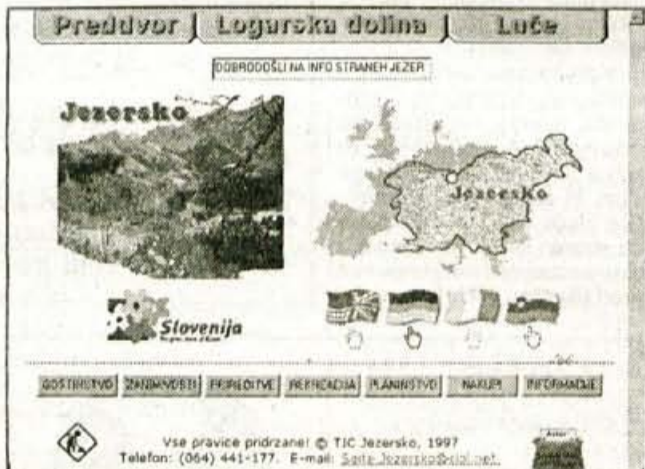 Preddvor Logarska dolina Luče
DOBRODOŠLI NA INFO STRANEH JEZER
Jezersko
Jezersko
Slovenija
GOSTINSTVO ZANIMIVOSTI PRIREDITVE REKREACIJA PLANINSTVO NAKUPI INFORMACIJE
Vse pravice pridržane! © TIC Jezersko, 1997
Avtor
Telefon: (064) 441-177. E-mail: